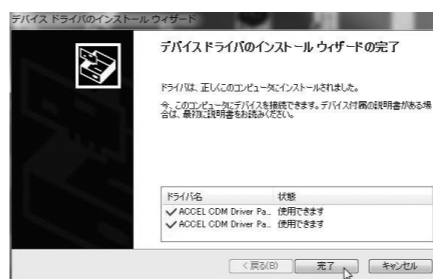 デバイス ドライバのインストール ウィザード
デバイス ドライバのインストール ウィザードの完了
ドライバは、正しくこのコンピュータにインストールされました。
今、このコンピュータにデバイスを接続できます。デバイス付属の説明書がある場
合は、最初に説明書をお読みください。
ドライバ名 状態
✓ ACCEL CDM Driver Pa... 使用できます
✓ ACCEL CDM Driver Pa... 使用できます
< 戻る(B) 完了 キャンセル